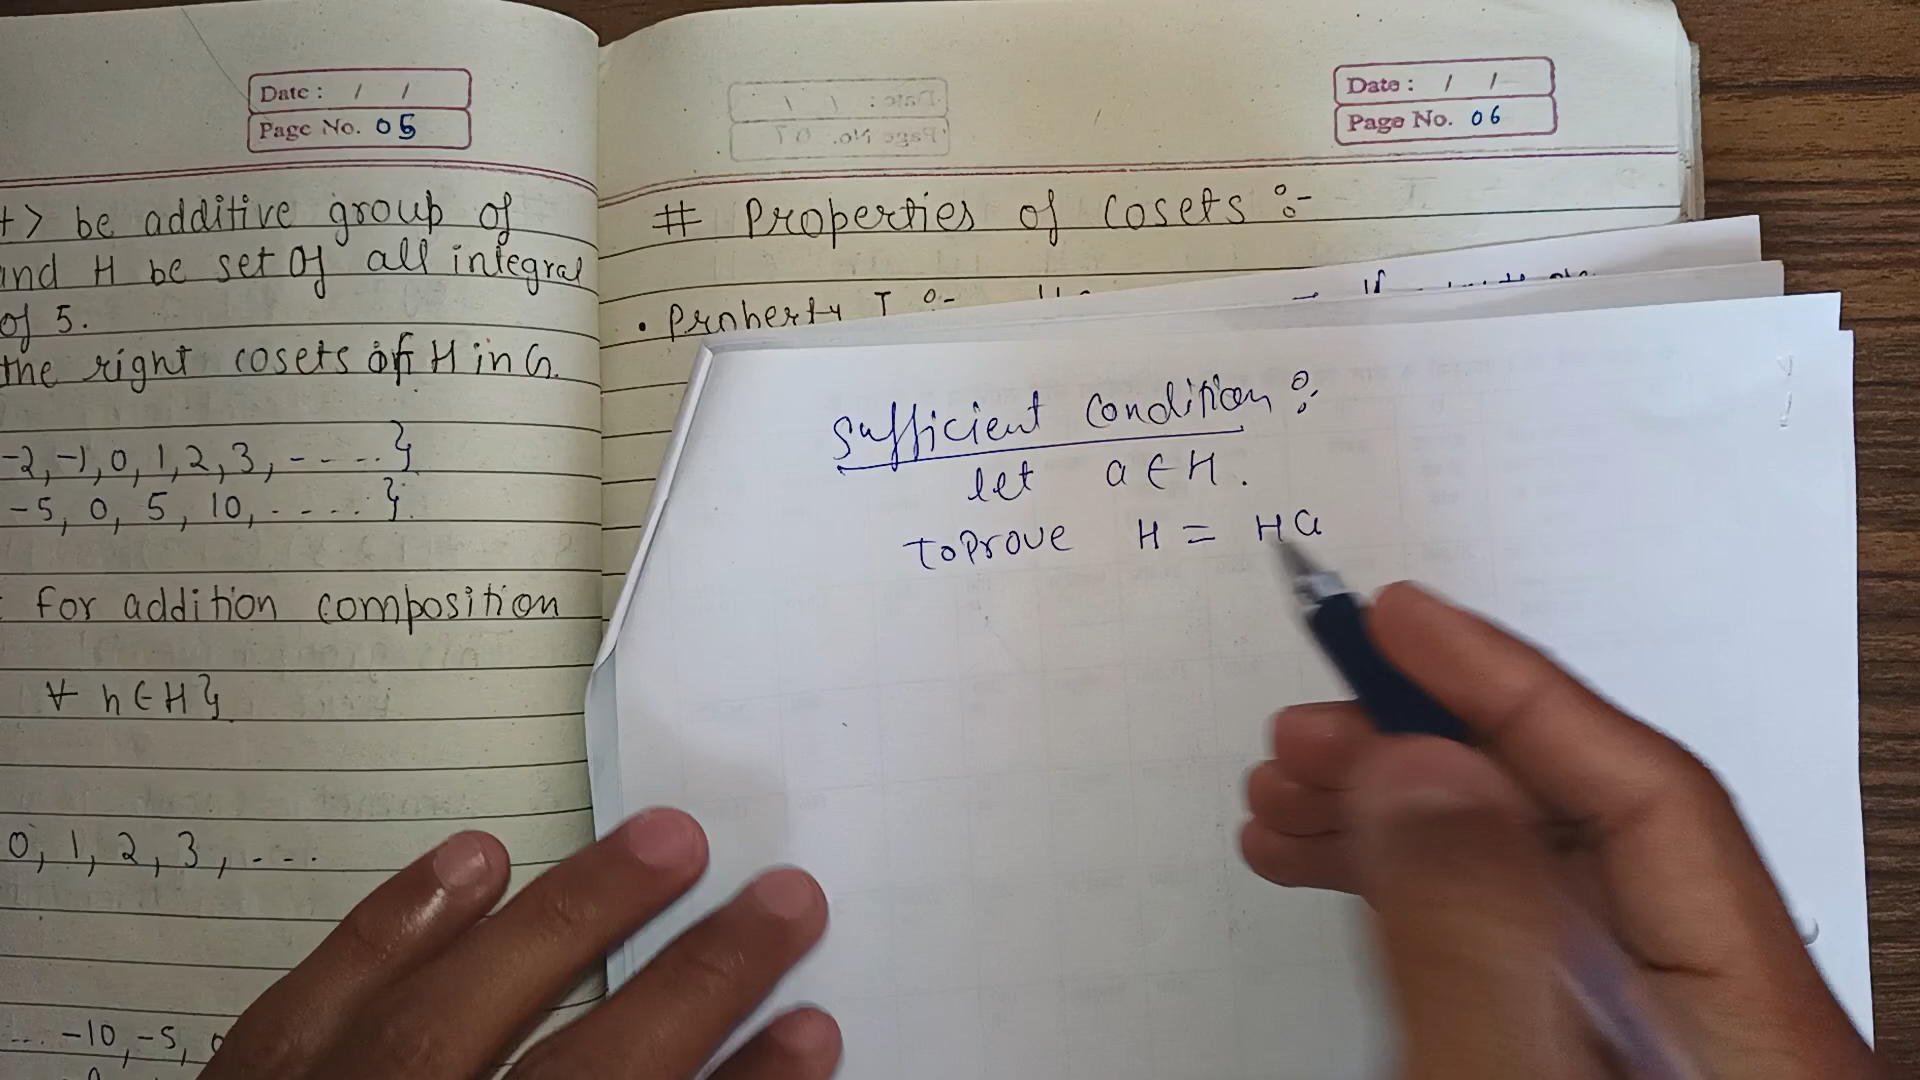 Date : / /
Page No. 05
+> be additive group of
and H be set of all integral
of 5.
the right cosets of H in G.
-2, -1, 0, 1, 2, 3, - - - .. }
-5, 0, 5, 10, . - - .. }.
for addition composition
∀ h ∈ H }
0, 1, 2, 3, - - .
... -10, -5, 0
Date : / /
Page No. 06
# Properties of cosets :-
• Property I :-
Sufficient condition :-
let a ∈ H.
to prove H = Ha